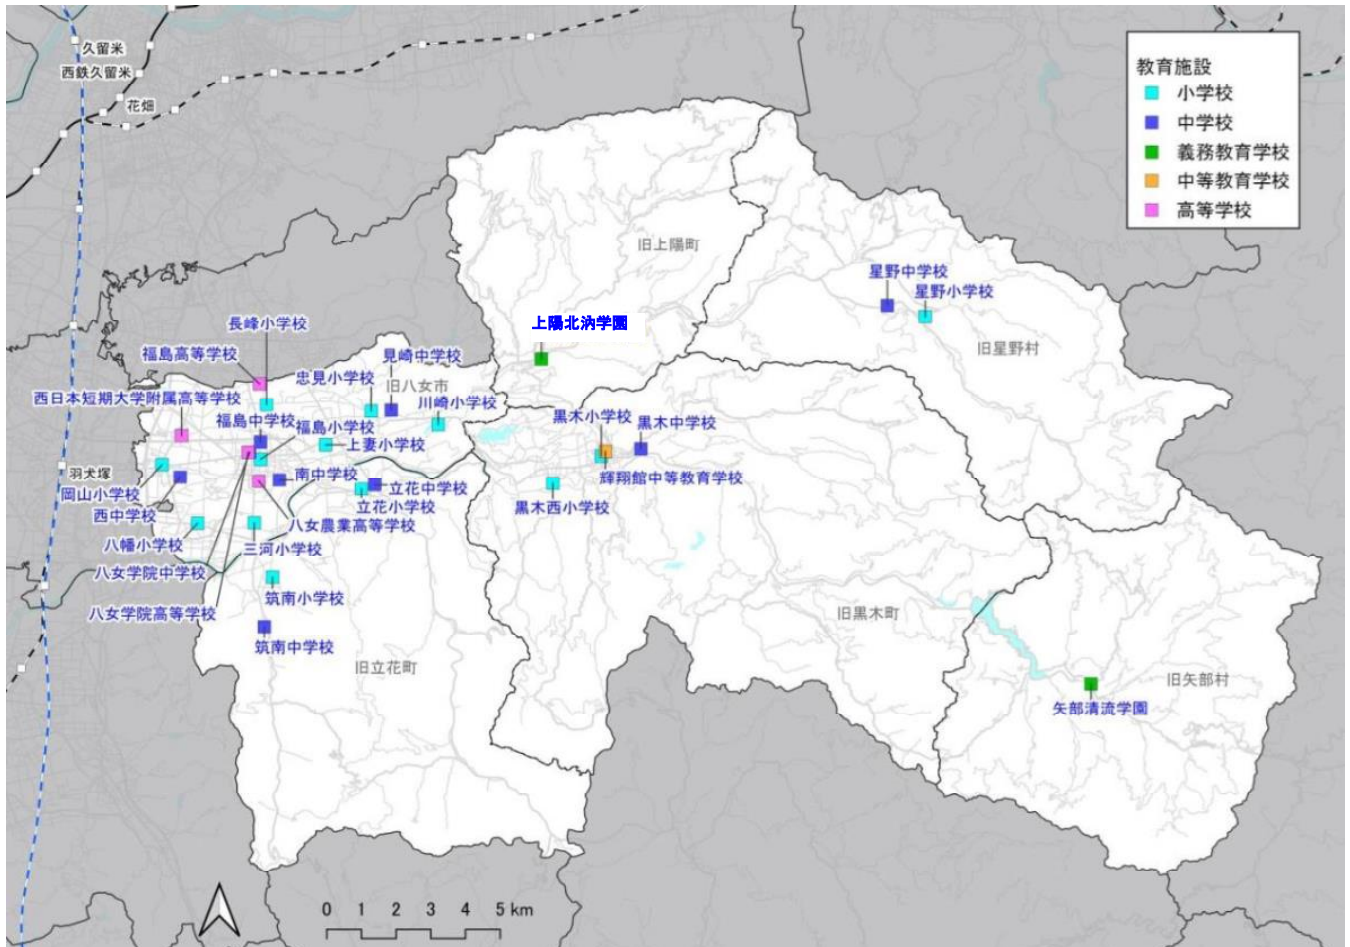 久留米
西鉄久留米
花畑
教育施設
小学校
中学校
義務教育学校
中等教育学校
高等学校
旧上陽町
星野中学校
星野小学校
上陽北汭学園
長峰小学校
旧星野村
福島高等学校
見崎中学校
忠見小学校
旧八女市
西日本短期大学附属高等学校
川崎小学校
福島中学校
福島小学校
黒木小学校
黒木中学校
上妻小学校
羽犬塚
南中学校
輝翔館中等教育学校
岡山小学校
立花中学校
立花小学校
黒木西小学校
西中学校
八女農業高等学校
八幡小学校
三河小学校
八女学院中学校
筑南小学校
八女学院高等学校
旧黒木町
筑南中学校
旧立花町
旧矢部村
矢部清流学園
0 1 2 3 4 5 km